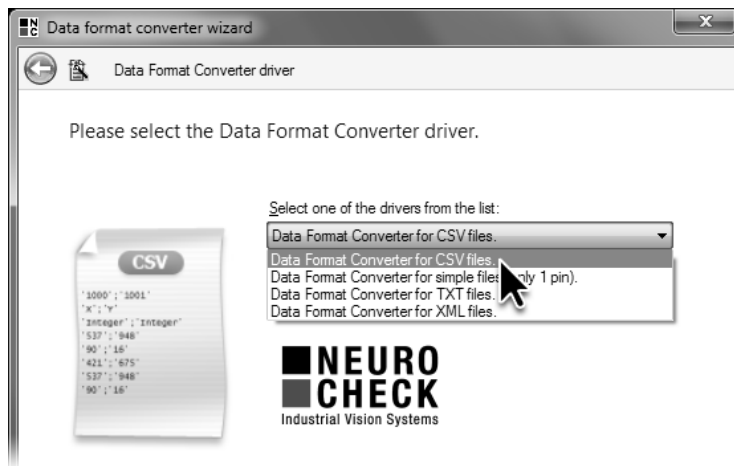 Data format converter wizard
Data Format Converter driver
Please select the Data Format Converter driver.
Select one of the drivers from the list:
Data Format Converter for CSV files.
Data Format Converter for CSV files.
Data Format Converter for simple files only 1 pin).
Data Format Converter for TXT files.
Data Format Converter for XML files.
CSV
'1000';'1001'
'X';'Y'
'Integer';'Integer'
'537';'948'
'90';'16'
'421';'675'
'537';'948'
'90';'16'
NEURO
CHECK
Industrial Vision Systems